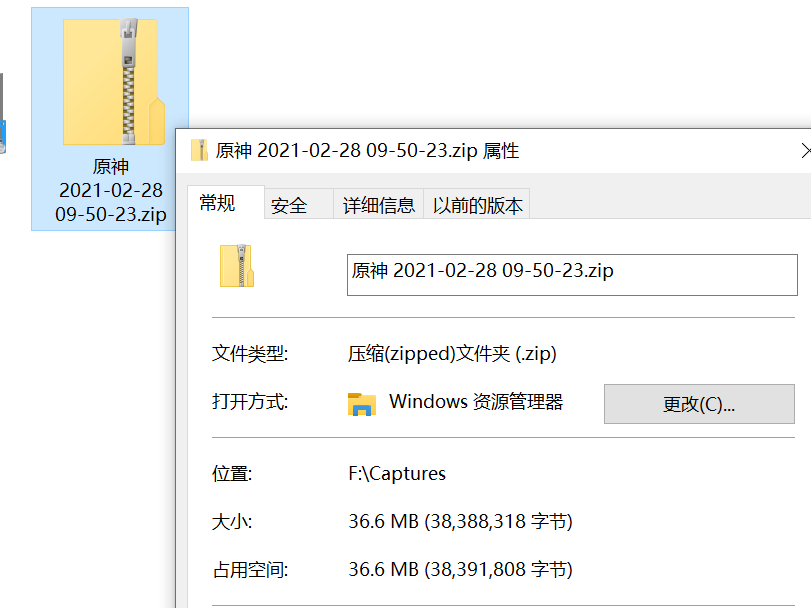 原神
2021-02-28
09-50-23.zip
原神 2021-02-28 09-50-23.zip 属性
常规 安全 详细信息 以前的版本
原神 2021-02-28 09-50-23.zip
文件类型: 压缩(zipped)文件夹 (.zip)
打开方式: Windows 资源管理器 更改(C)...
位置: F:\Captures
大小: 36.6 MB (38,388,318 字节)
占用空间: 36.6 MB (38,391,808 字节)